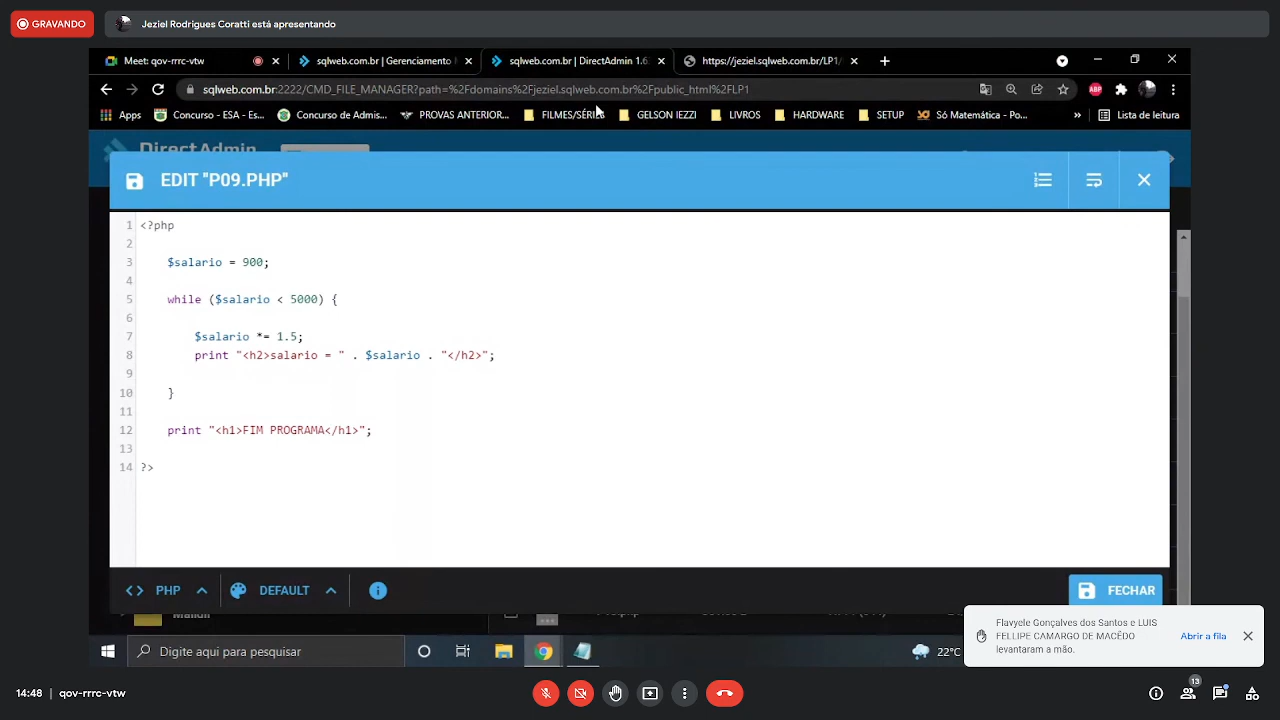 GRAVANDO
Jeziel Rodrigues Coratti está apresentando
Meet: qov-rrrc-vtw
sqlweb.com.br | Gerenciamento
sqlweb.com.br | DirectAdmin 1.6
https://jeziel.sqlweb.com.br/LP1/
sqlweb.com.br:2222/CMD_FILE_MANAGER?path=%2Fdomains%2Fjeziel.sqlweb.com.br%2Fpublic_html%2FLP1
ABP
Apps
Concurso - ESA - Es...
Concurso de Admis...
PROVAS ANTERIOR...
FILMES/SÉRIES
GELSON IEZZI
LIVROS
HARDWARE
SETUP
Só Matemática - Po...
»
Lista de leitura
DirectAdmin
EDIT "P09.PHP"
1 <?php
2
3 $salario = 900;
4
5 while ($salario < 5000) {
6
7 $salario *= 1.5;
8 print "<h2>salario = " . $salario . "</h2>";
9
10 }
11
12 print "<h1>FIM PROGRAMA</h1>";
13
14 ?>
PHP
DEFAULT
FECHAR
Flavyele Gonçalves dos Santos e LUIS
FELLIPE CAMARGO DE MACÊDO
levantaram a mão.
Abrir a fila
Digite aqui para pesquisar
22°C
14:48 | qov-rrrc-vtw
13